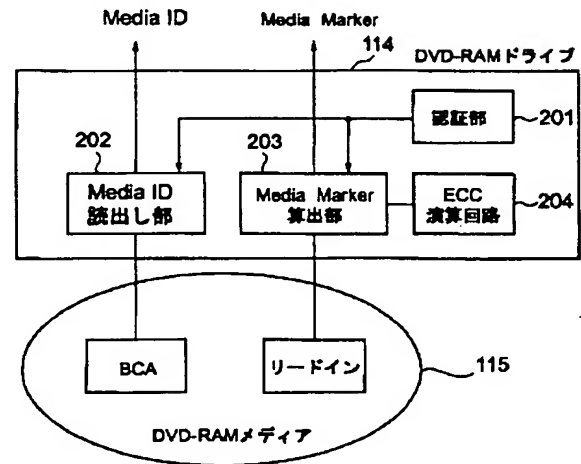 Media ID
Media Marker
114
DVD-RAMドライブ
認証部
201
202
203
Media ID
読出し部
Media Marker
算出部
ECC
演算回路
204
BCA
リードイン
115
DVD-RAMメディア